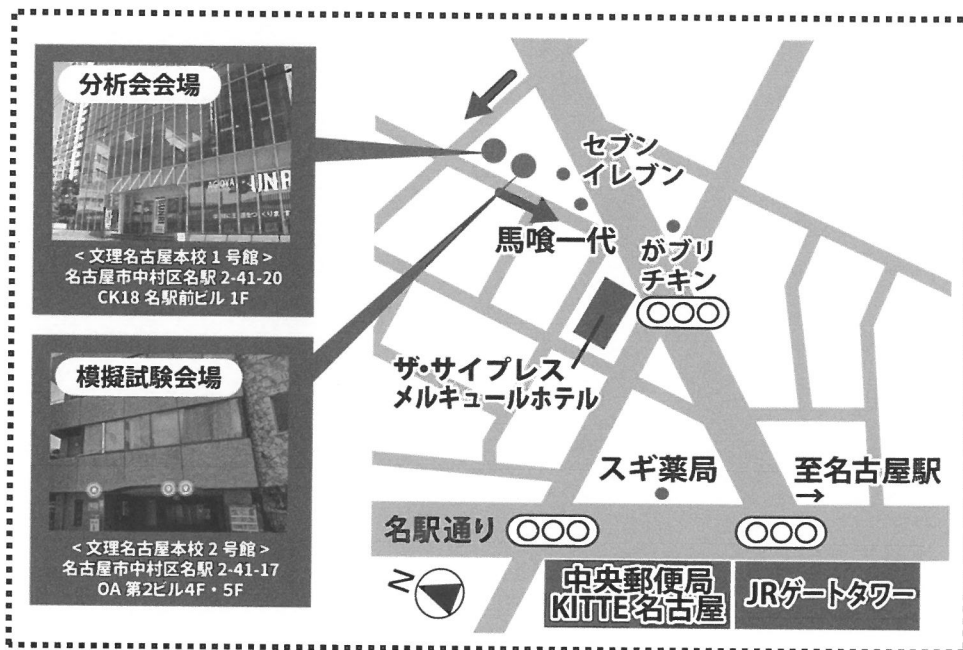 分析会会場
< 文理名古屋本校 1 号館 >
名古屋市中村区名駅 2-41-20
CK18 名駅前ビル 1F
模擬試験会場
< 文理名古屋本校 2 号館 >
名古屋市中村区名駅 2-41-17
OA 第2ビル4F・5F
セブン
イレブン
馬喰一代
がブリ
チキン
ザ・サイプレス
メルキュールホテル
スギ薬局
至名古屋駅
→
名駅通り
N
中央郵便局
KITTE 名古屋
JRゲートタワー